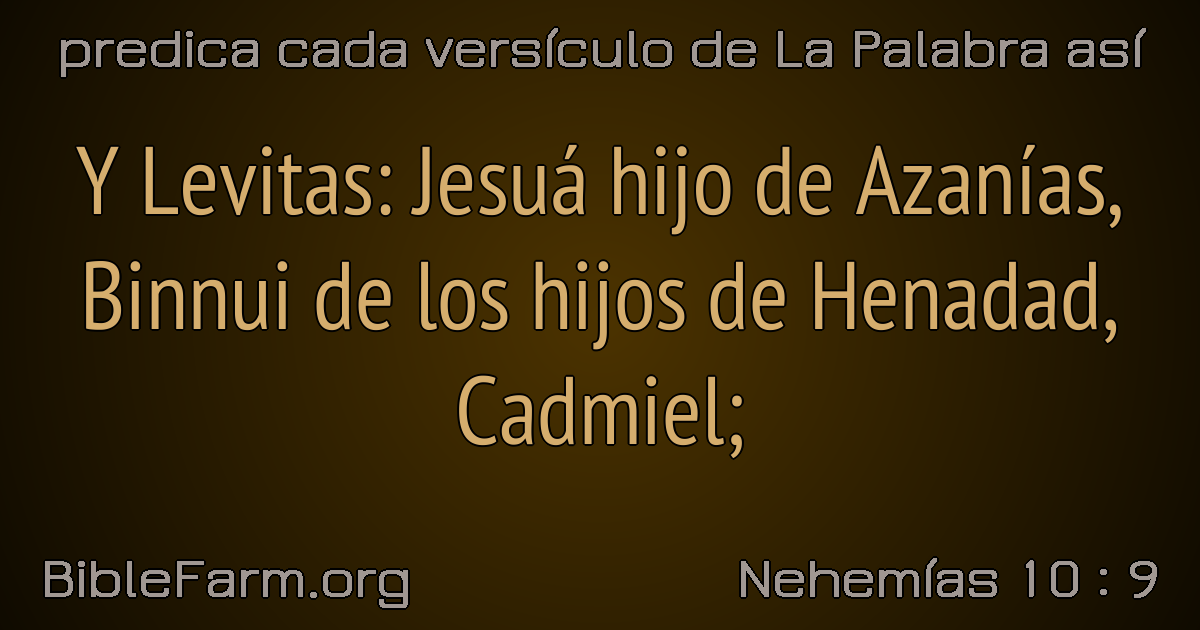 predica cada versículo de La Palabra así
Y Levitas: Jesuá hijo de Azanías,
Binnui de los hijos de Henadad,
Cadmiel;
BibleFarm.org
Nehemías 10 : 9